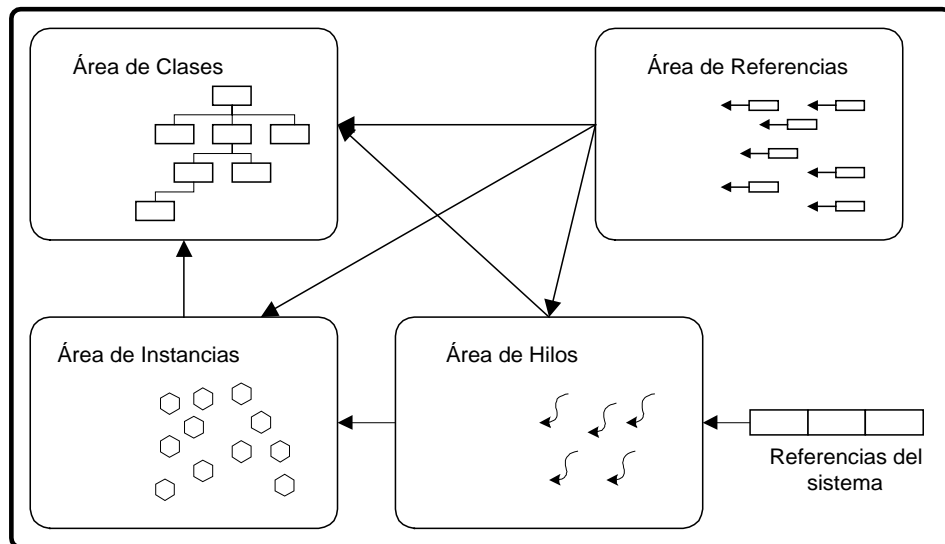 Área de Clases
Área de Referencias
Área de Instancias
Área de Hilos
Referencias del
sistema